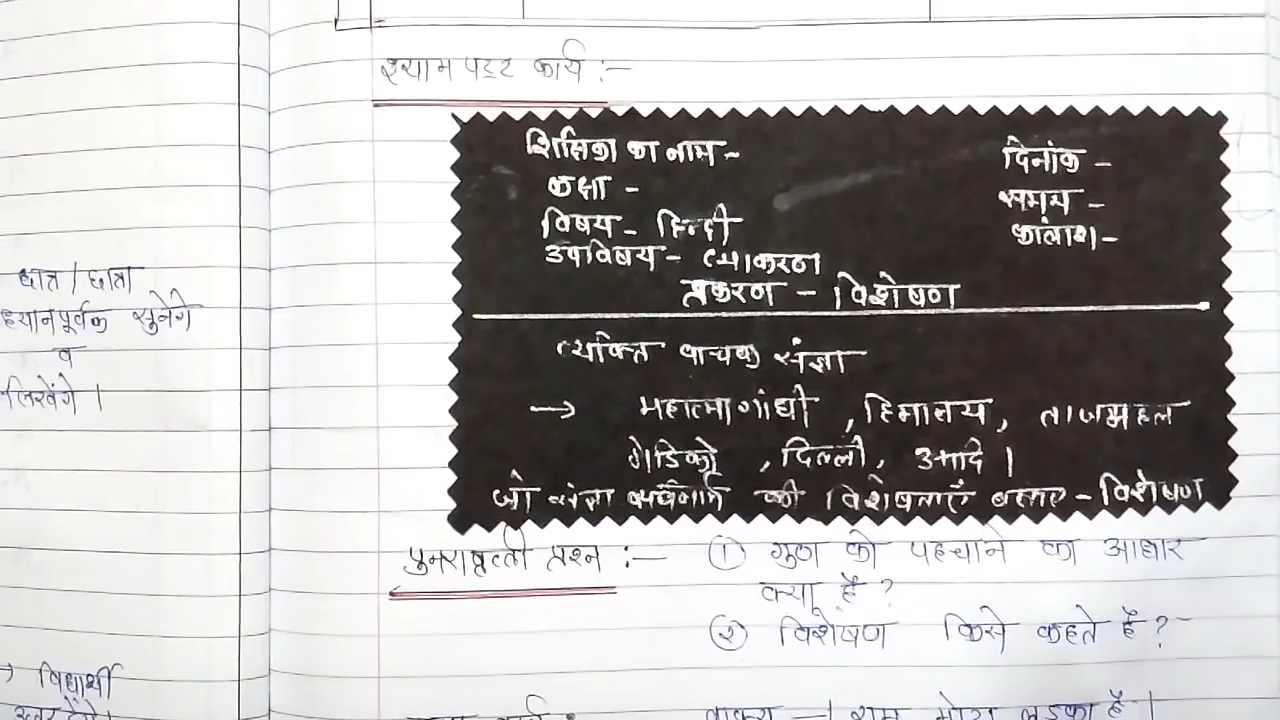 श्यामपट्ट कार्य :-
शिक्षिका का नाम -
दिनांक -
कक्षा -
समय -
विषय - हिन्दी
कालांश -
उपविषय - व्याकरण
प्रकरण - विशेषण
व्यक्ति वाचक संज्ञा
→ महात्मा गांधी , हिमालय, ताजमहल
, दिल्ली, आदि ।
जो संज्ञा सर्वनाम की विशेषताएँ बताए - विशेषण
छात्र / छात्रा
ध्यानपूर्वक सुनेगे
व
लिखेंगे ।
पुनरावृत्ती प्रश्न :- ① गुण को पहचाने का आधार
क्या है ?
② विशेषण किसे कहते है ?
→ विद्यार्थी